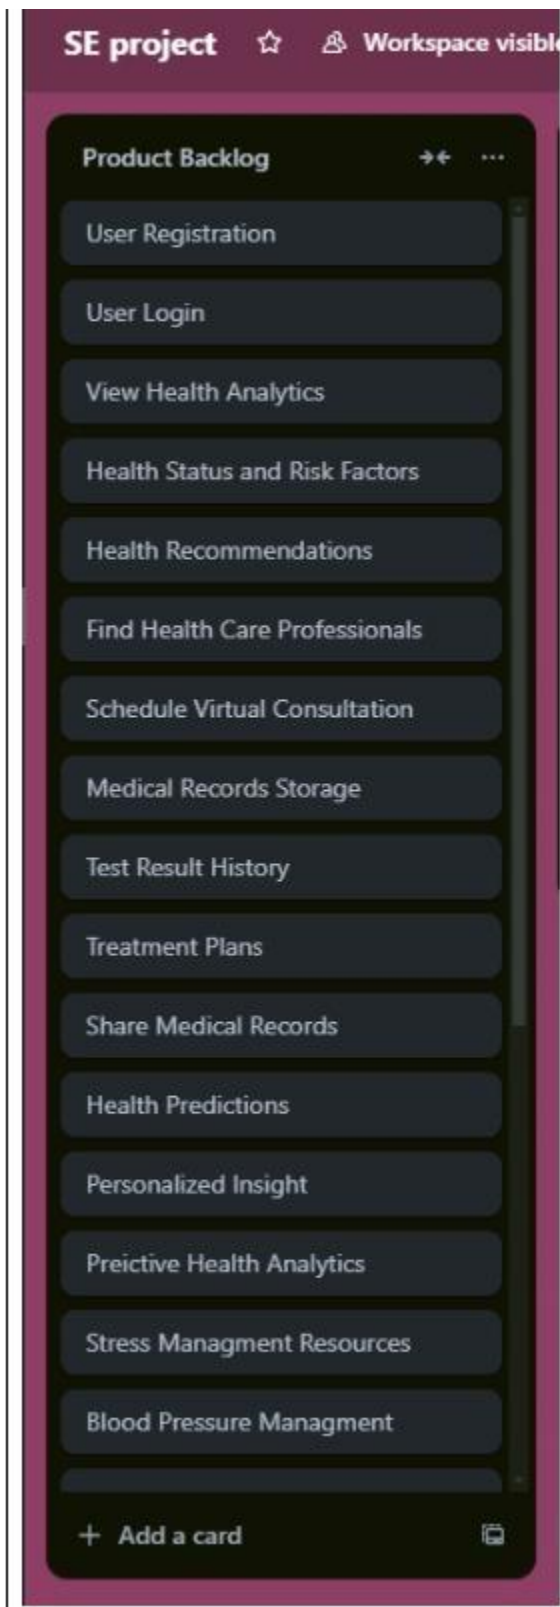 SE project Workspace visible
Product Backlog
User Registration
User Login
View Health Analytics
Health Status and Risk Factors
Health Recommendations
Find Health Care Professionals
Schedule Virtual Consultation
Medical Records Storage
Test Result History
Treatment Plans
Share Medical Records
Health Predictions
Personalized Insight
Preictive Health Analytics
Stress Managment Resources
Blood Pressure Managment
+ Add a card